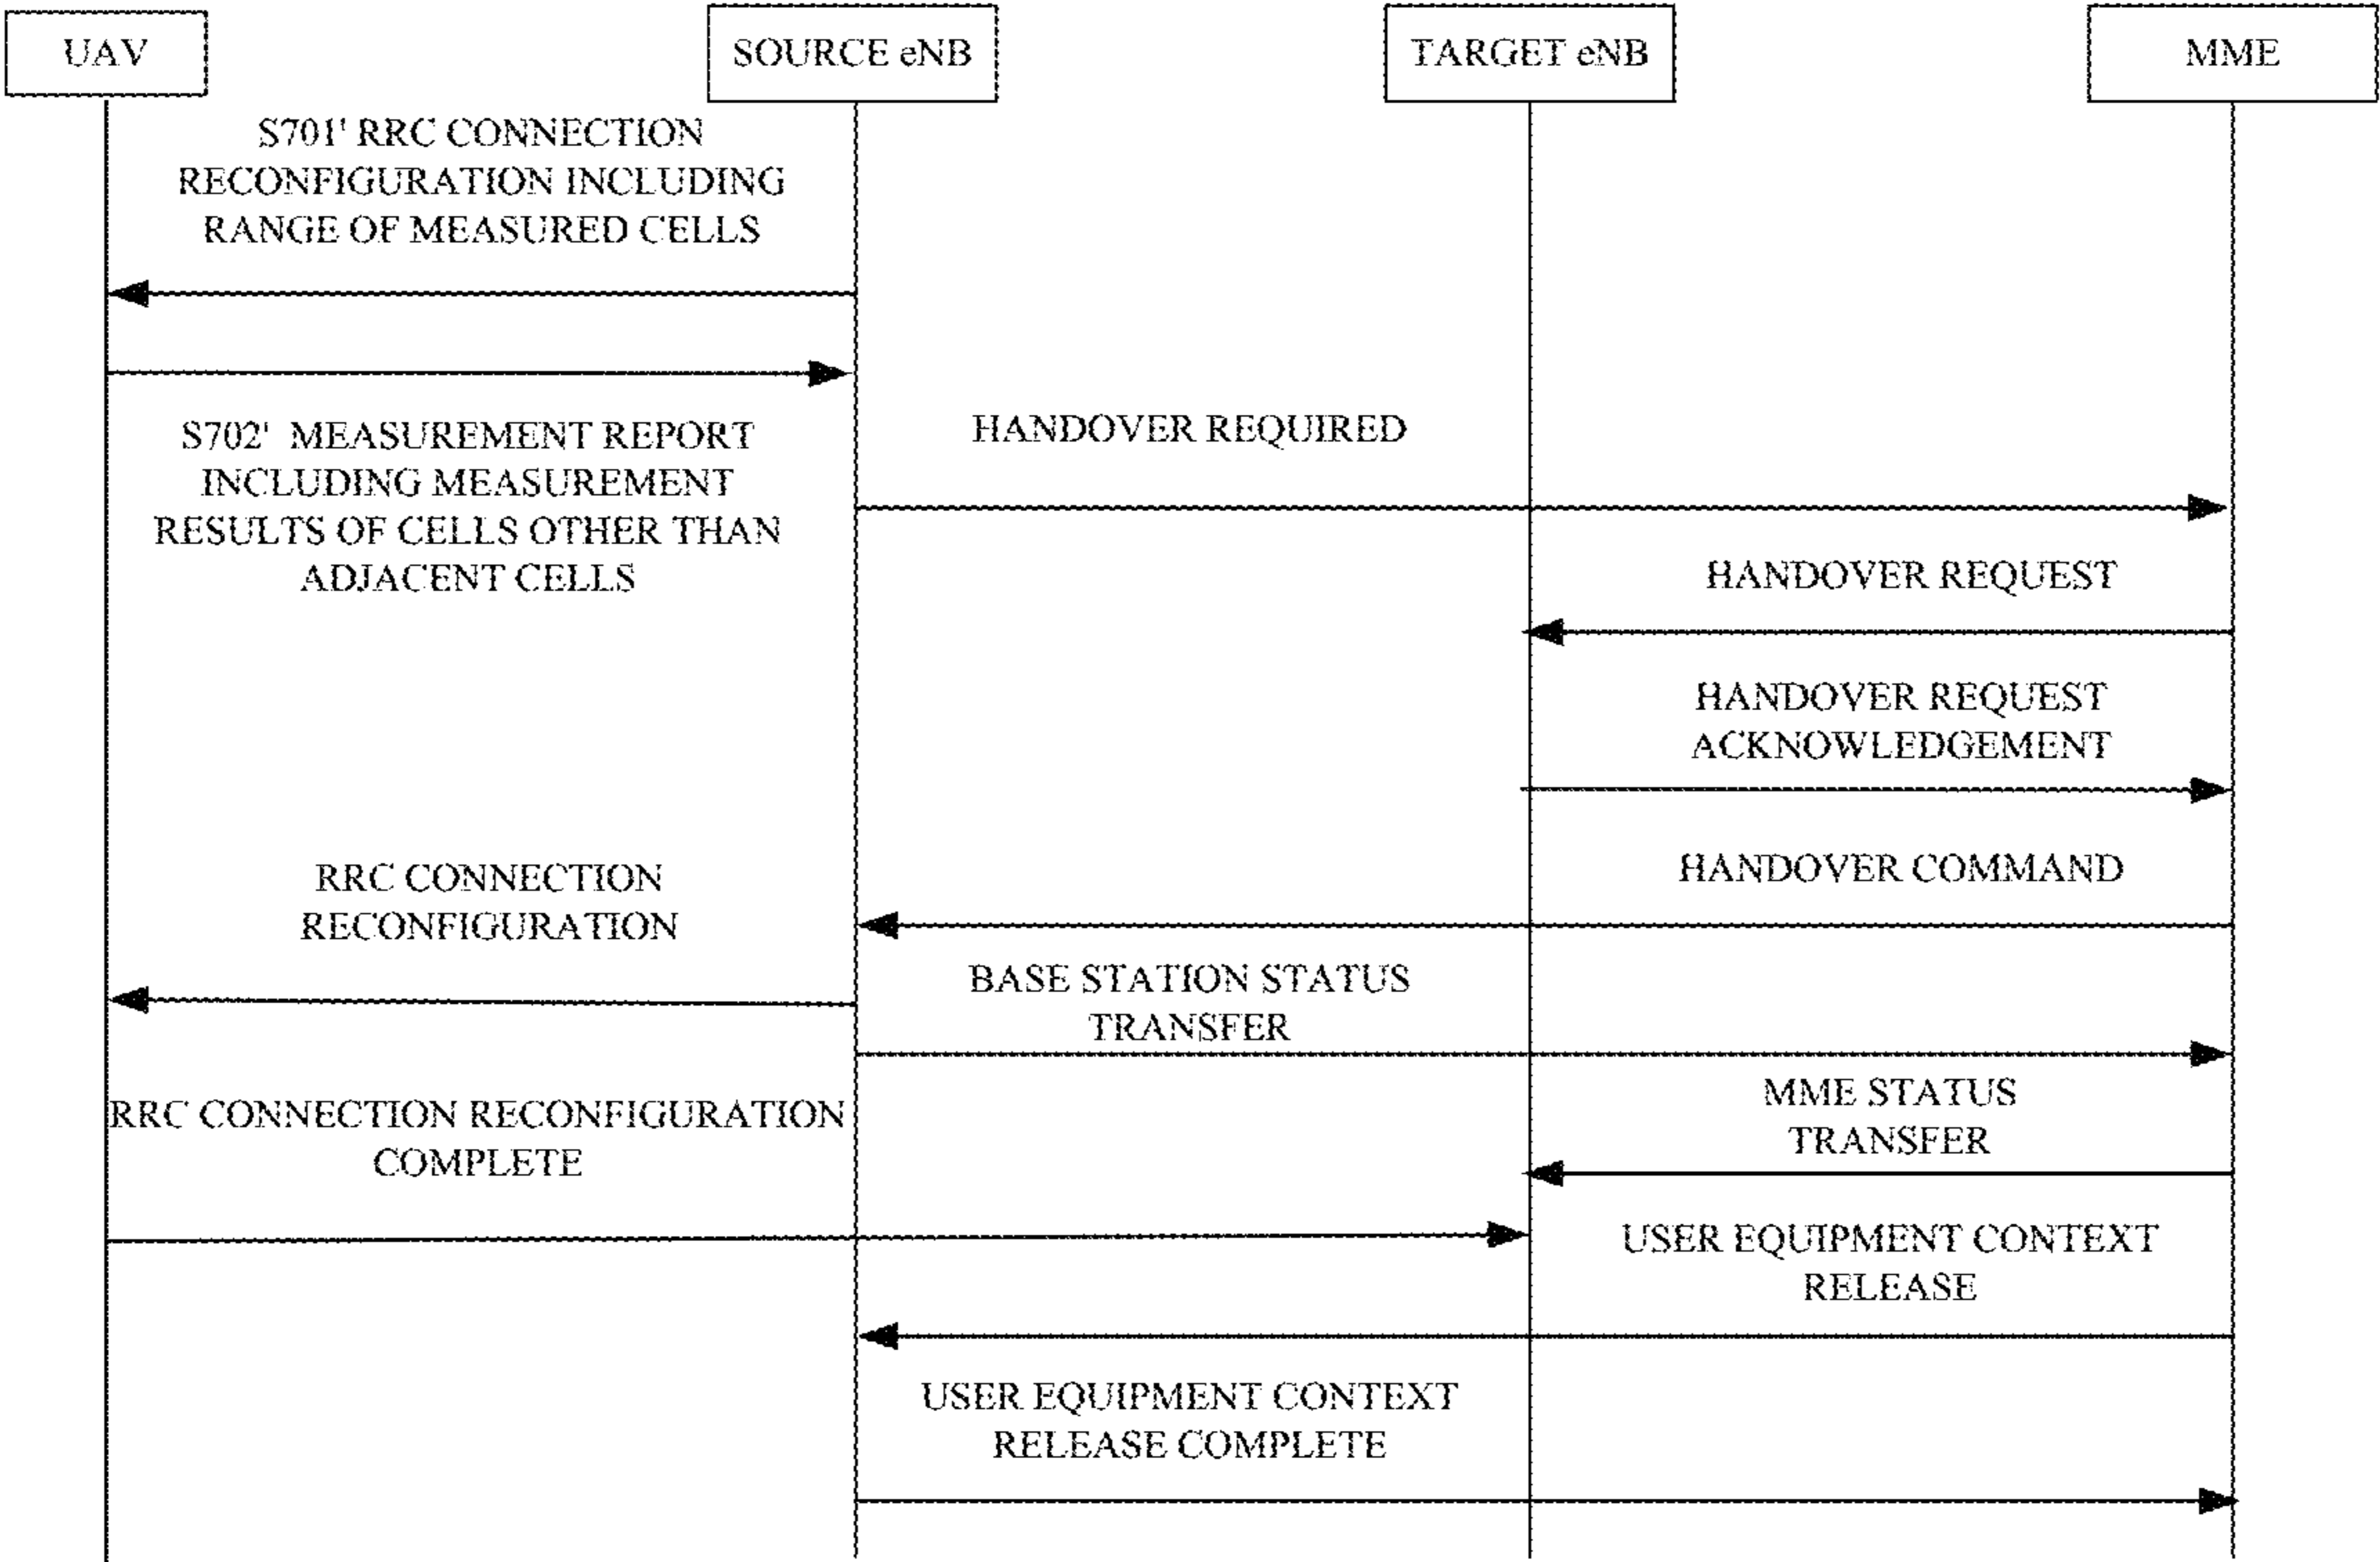 UAV
SOURCE eNB
TARGET eNB
MME
S701' RRC CONNECTION
RECONFIGURATION INCLUDING
RANGE OF MEASURED CELLS
S702' MEASUREMENT REPORT
INCLUDING MEASUREMENT
RESULTS OF CELLS OTHER THAN
ADJACENT CELLS
HANDOVER REQUIRED
HANDOVER REQUEST
HANDOVER REQUEST
ACKNOWLEDGEMENT
HANDOVER COMMAND
RRC CONNECTION
RECONFIGURATION
BASE STATION STATUS
TRANSFER
MME STATUS
TRANSFER
RRC CONNECTION RECONFIGURATION
COMPLETE
USER EQUIPMENT CONTEXT
RELEASE
USER EQUIPMENT CONTEXT
RELEASE COMPLETE